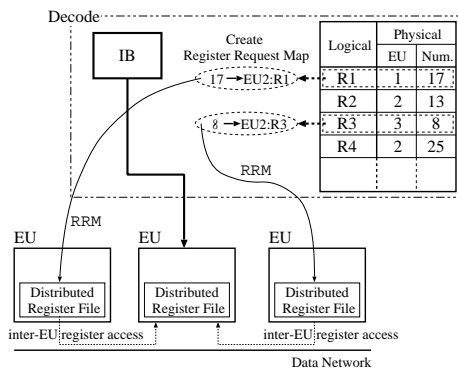 Decode
IB
Create
Register Request Map
17 → EU2:R1
8 → EU2:R3
Logical Physical
EU Num.
R1 1 17
R2 2 13
R3 3 8
R4 2 25
RRM
RRM
EU EU EU
Distributed Register File
Distributed Register File
Distributed Register File
inter-EU register access
inter-EU register access
Data Network